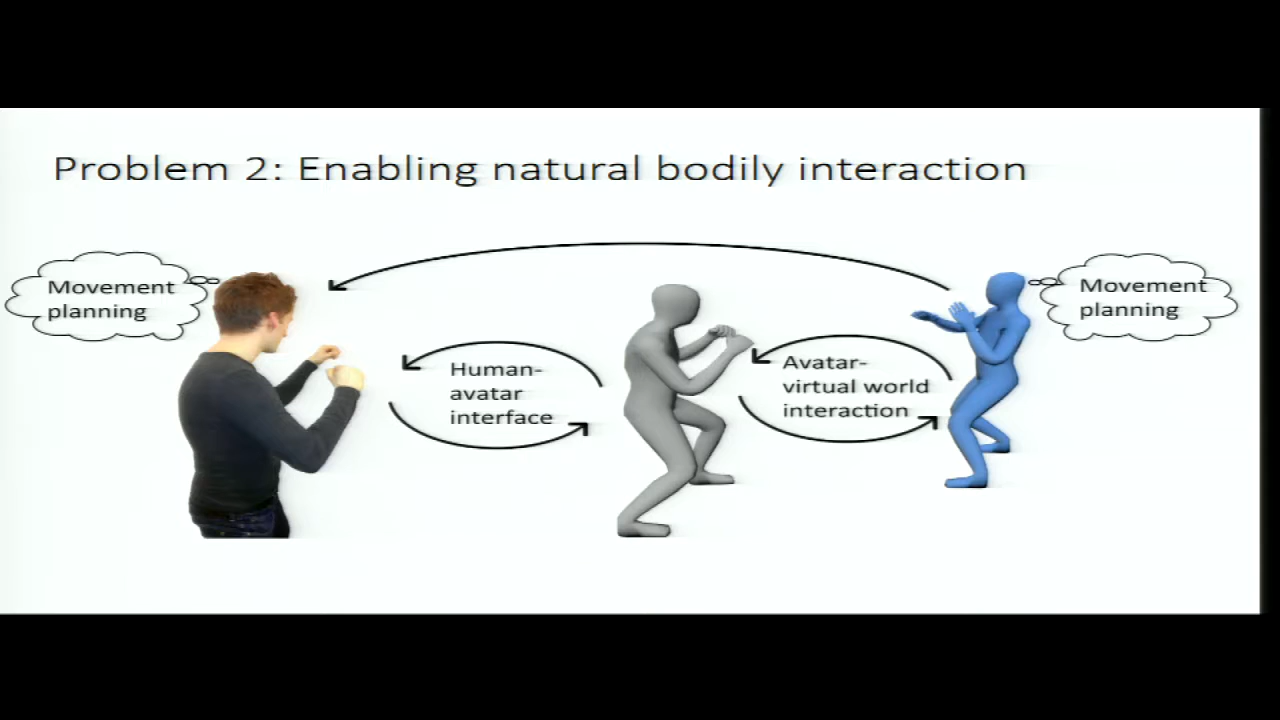 Problem 2: Enabling natural bodily interaction
Movement
planning
Human-
avatar
interface
Avatar-
virtual world
interaction
Movement
planning